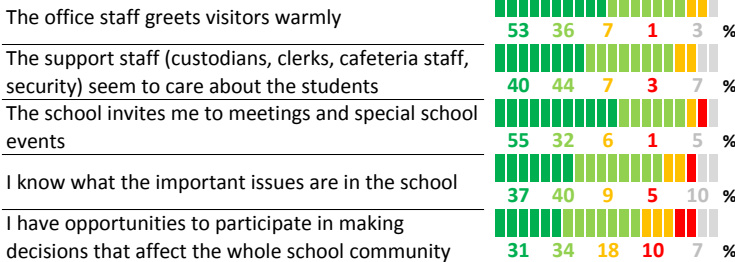 The office staff greets visitors warmly
53 36 7 1 3 %
The support staff (custodians, clerks, cafeteria staff,
security) seem to care about the students
40 44 7 3 7 %
The school invites me to meetings and special school
events
55 32 6 1 5 %
I know what the important issues are in the school
37 40 9 5 10 %
I have opportunities to participate in making
decisions that affect the whole school community
31 34 18 10 7 %